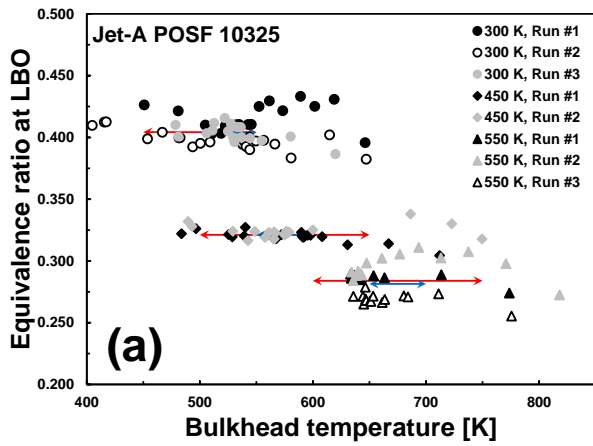 Jet-A POSF 10325
300 K, Run #1
300 K, Run #2
300 K, Run #3
450 K, Run #1
450 K, Run #2
550 K, Run #1
550 K, Run #2
550 K, Run #3
Equivalence ratio at LBO
0.500
0.450
0.400
0.350
0.300
0.250
0.200
(a)
400 500 600 700 800
Bulkhead temperature [K]